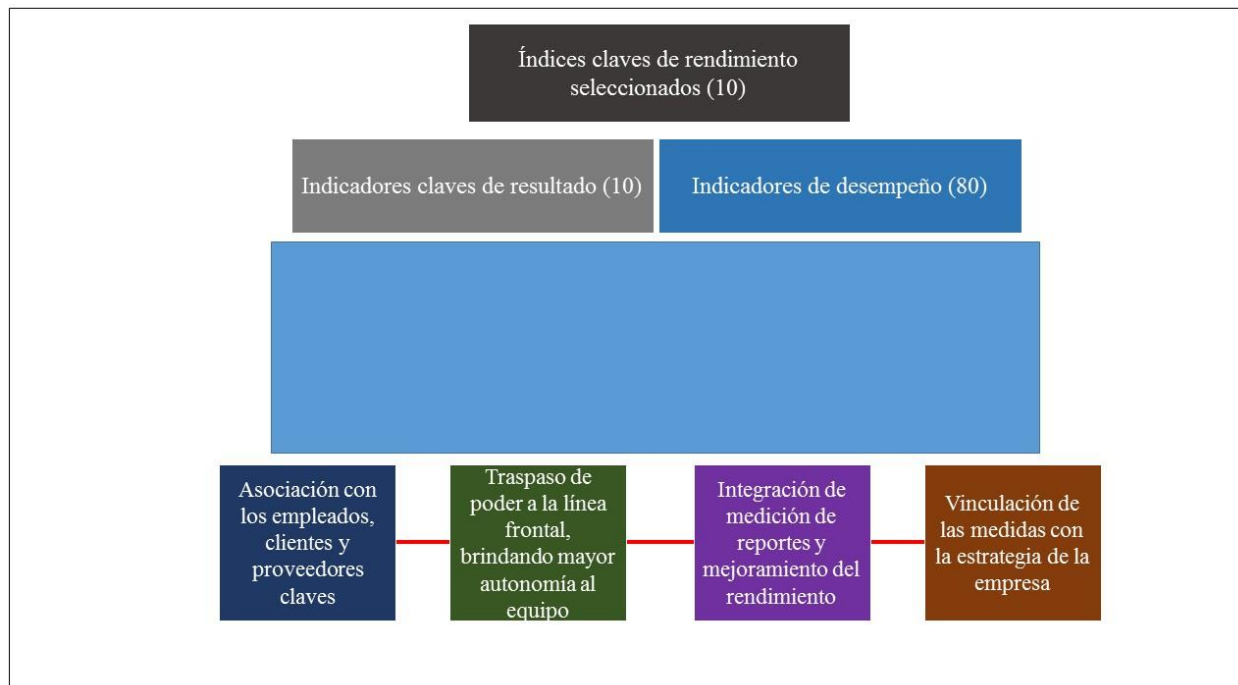 Índices claves de rendimiento
seleccionados (10)
Indicadores claves de resultado (10)
Indicadores de desempeño (80)
Asociación con
los empleados,
clientes y
proveedores
claves
Traspaso de
poder a la línea
frontal,
brindando mayor
autonomía al
equipo
Integración de
medición de
reportes y
mejoramiento del
rendimiento
Vinculación de
las medidas con
la estrategia de la
empresa